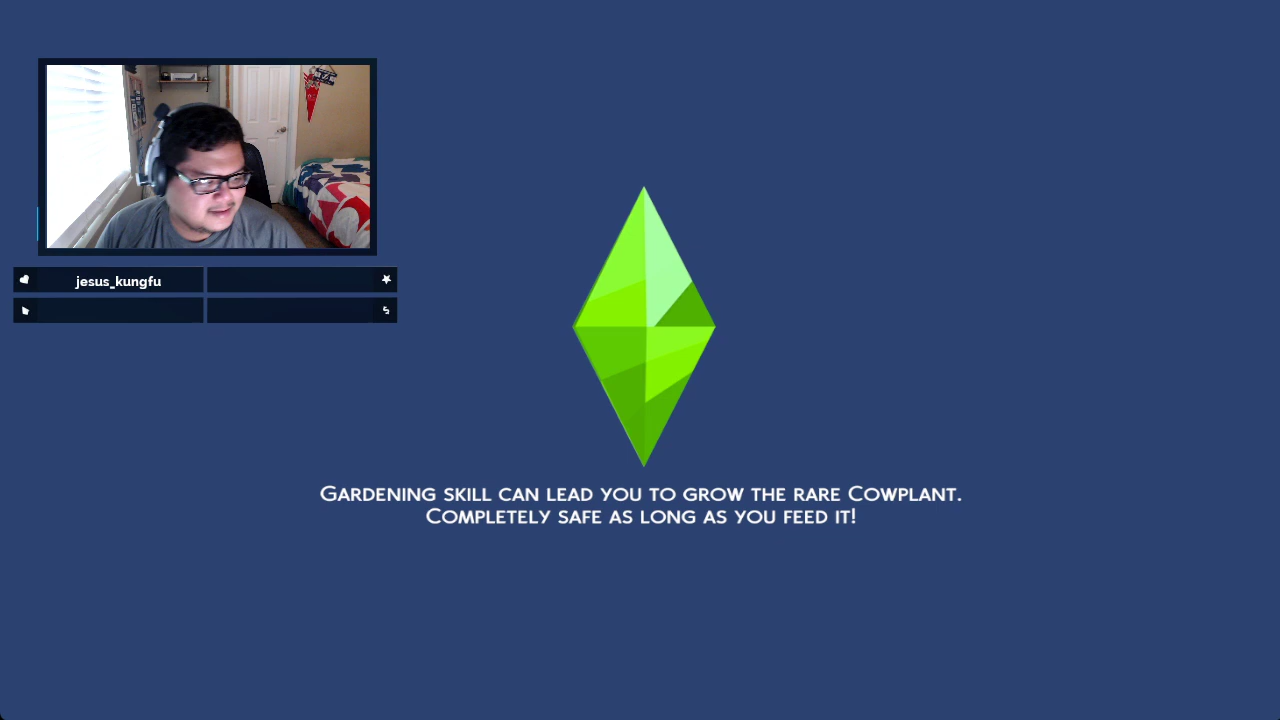 jesus_kungfu
Gardening skill can lead you to grow the rare Cowplant.
Completely safe as long as you feed it!